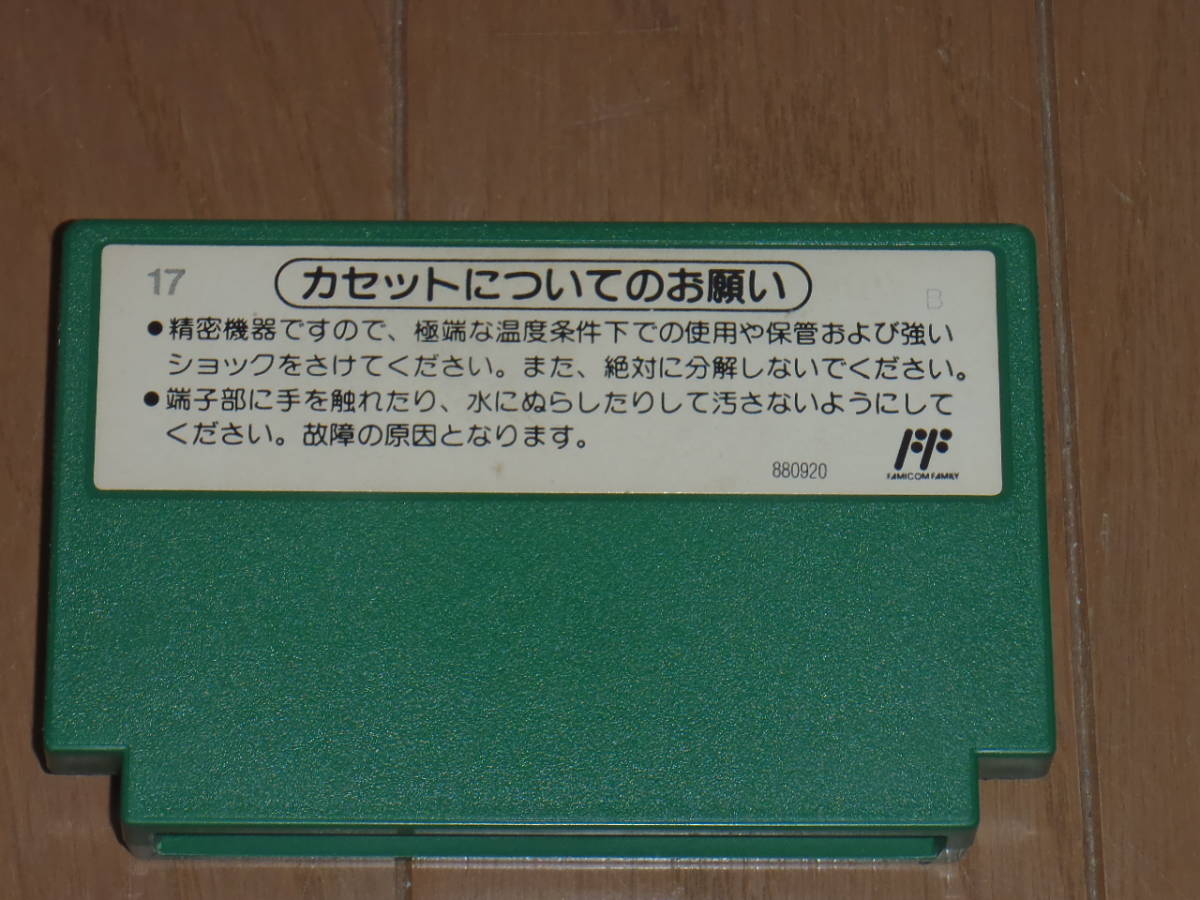 17
カセットについてのお願い
B
●精密機器ですので、極端な温度条件下での使用や保管および強い
ショックをさけてください。また、絶対に分解しないでください。
●端子部に手を触れたり、水にぬらしたりして汚さないようにして
ください。故障の原因となります。
880920
FAMICOM FAMILY